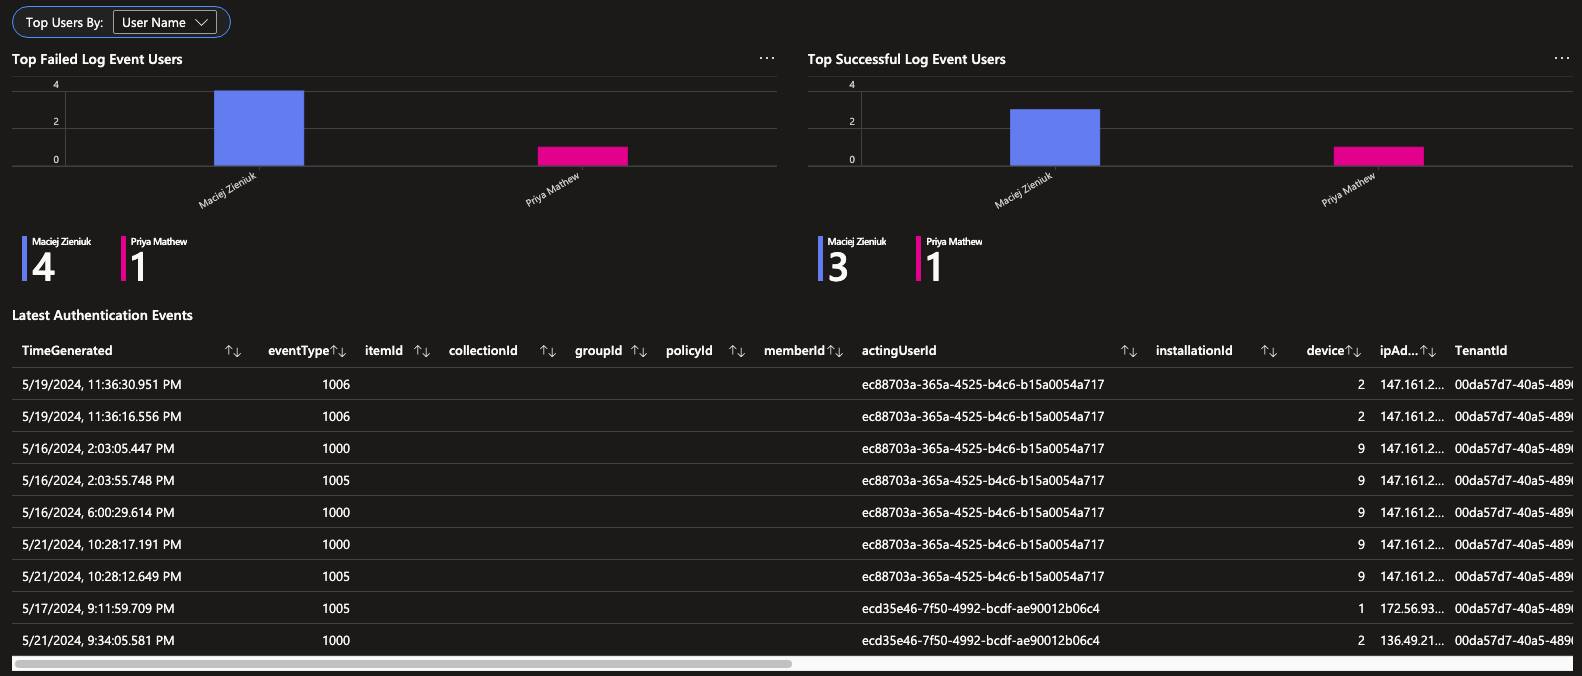 Top Users By: User Name
Top Failed Log Event Users ...
4
2
0
Maciej Zieniuk
Priya Mathew
Maciej Zieniuk
4
Priya Mathew
1
Top Successful Log Event Users ...
4
2
0
Maciej Zieniuk
Priya Mathew
Maciej Zieniuk
3
Priya Mathew
1
Latest Authentication Events
TimeGenerated eventType itemId collectionId groupId policyId memberId actingUserId installationId device ipAd... TenantId
5/19/2024, 11:36:30.951 PM 1006 ec88703a-365a-4525-b4c6-b15a0054a717 2 147.161.2... 00da57d7-40a5-4890
5/19/2024, 11:36:16.556 PM 1006 ec88703a-365a-4525-b4c6-b15a0054a717 2 147.161.2... 00da57d7-40a5-4890
5/16/2024, 2:03:05.447 PM 1000 ec88703a-365a-4525-b4c6-b15a0054a717 9 147.161.2... 00da57d7-40a5-4890
5/16/2024, 2:03:55.748 PM 1005 ec88703a-365a-4525-b4c6-b15a0054a717 9 147.161.2... 00da57d7-40a5-4890
5/16/2024, 6:00:29.614 PM 1000 ec88703a-365a-4525-b4c6-b15a0054a717 9 147.161.2... 00da57d7-40a5-4890
5/21/2024, 10:28:17.191 PM 1000 ec88703a-365a-4525-b4c6-b15a0054a717 9 147.161.2... 00da57d7-40a5-4890
5/21/2024, 10:28:12.649 PM 1005 ec88703a-365a-4525-b4c6-b15a0054a717 9 147.161.2... 00da57d7-40a5-4890
5/17/2024, 9:11:59.709 PM 1005 ecd35e46-7f50-4992-bcdf-ae90012b06c4 1 172.56.93... 00da57d7-40a5-4890
5/21/2024, 9:34:05.581 PM 1000 ecd35e46-7f50-4992-bcdf-ae90012b06c4 2 136.49.21... 00da57d7-40a5-4890